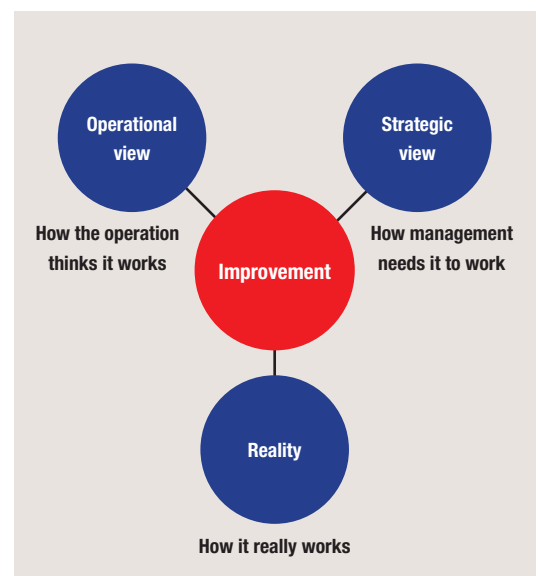 Operational
view
Strategic
view
How the operation
thinks it works
How management
needs it to work
Improvement
Reality
How it really works